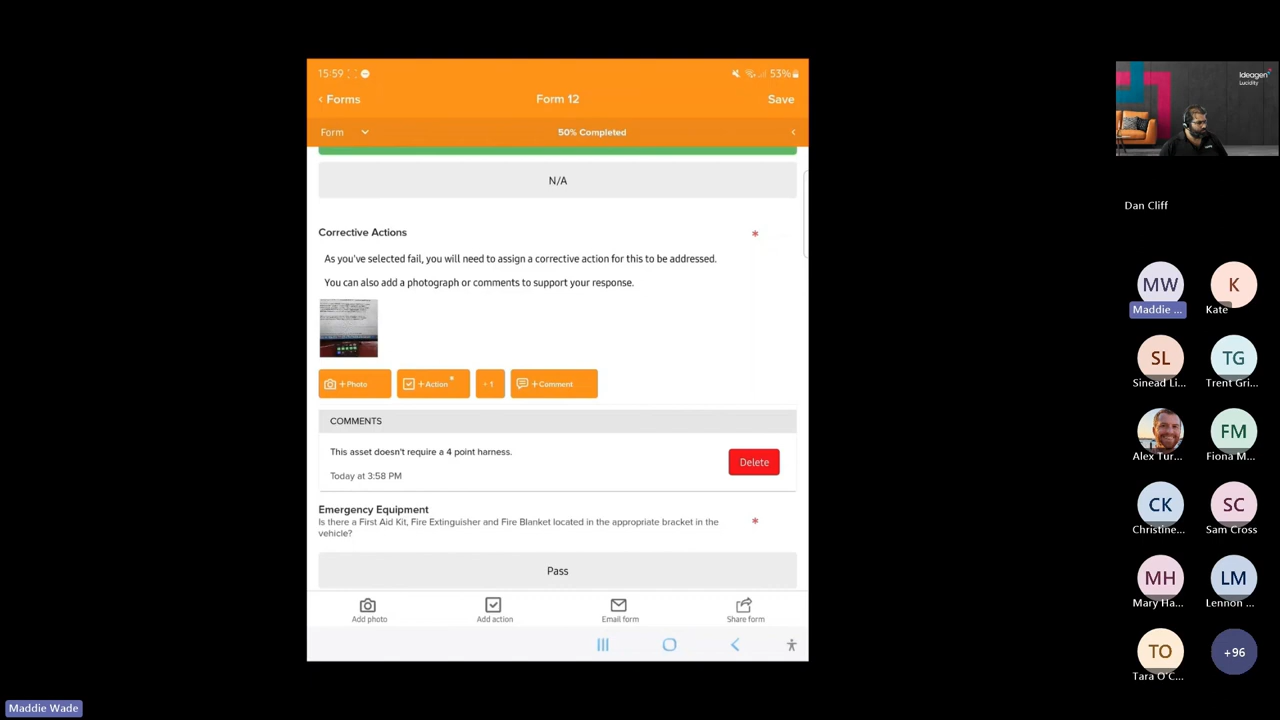 15:59
53%
Forms
Form 12
Save
Form
50% Completed
N/A
Corrective Actions
*
As you've selected fail, you will need to assign a corrective action for this to be addressed.
You can also add a photograph or comments to support your response.
+Photo
+Action*
+Comment
COMMENTS
This asset doesn't require a 4 point harness.
Delete
Today at 3:58 PM
Emergency Equipment
Is there a First Aid Kit, Fire Extinguisher and Fire Blanket located in the appropriate bracket in the
*
vehicle?
Pass
Add photo
Add action
Email form
Share form
Ideagen
Lucidity
Dan Cliff
MW
K
Maddie ...
Kate
SL
TG
Sinead Li...
Trent Gri...
FM
Alex Tur...
Fiona M...
CK
SC
Christine...
Sam Cross
MH
LM
Mary Ha...
Lennon ...
TO
+96
Tara O'C...
Maddie Wade